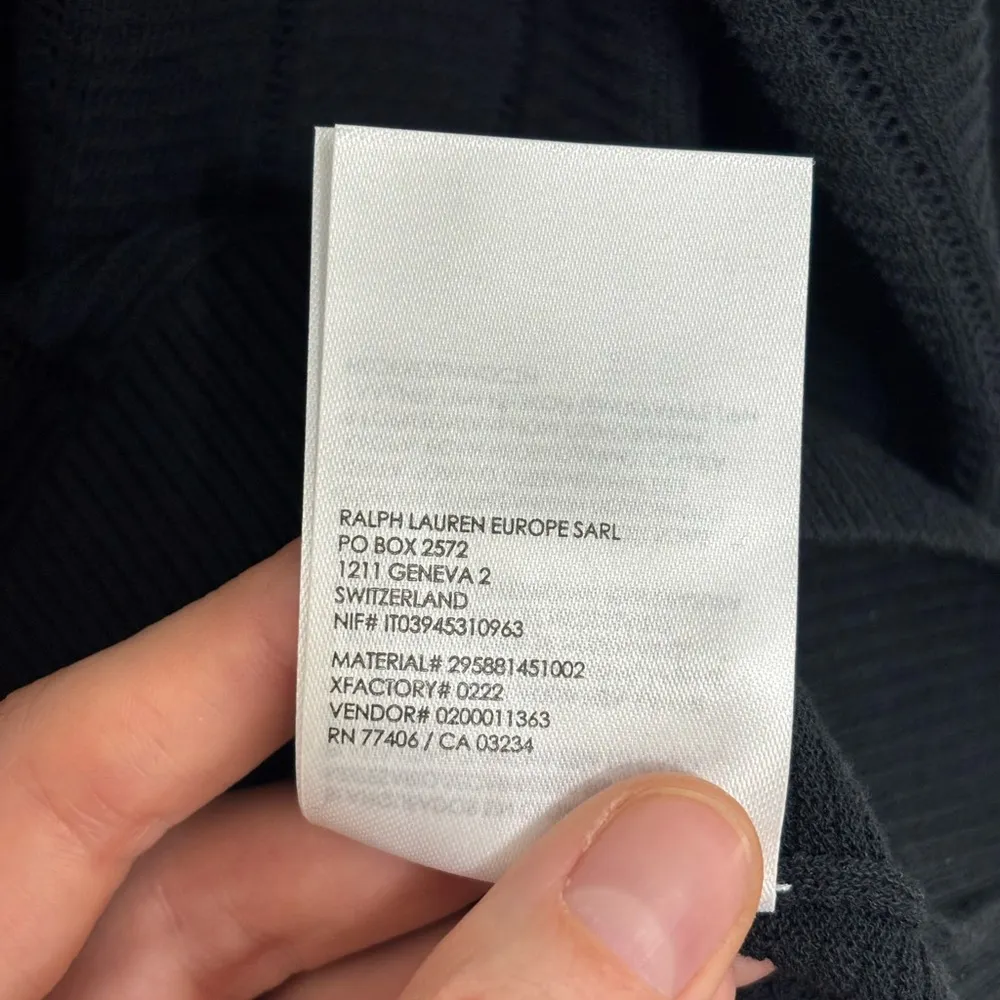 RALPH LAUREN EUROPE SARL
PO BOX 2572
1211 GENEVA 2
SWITZERLAND
NIF# IT03945310963
MATERIAL# 295881451002
XFACTORY# 0222
VENDOR# 0200011363
RN 77406 / CA 03234